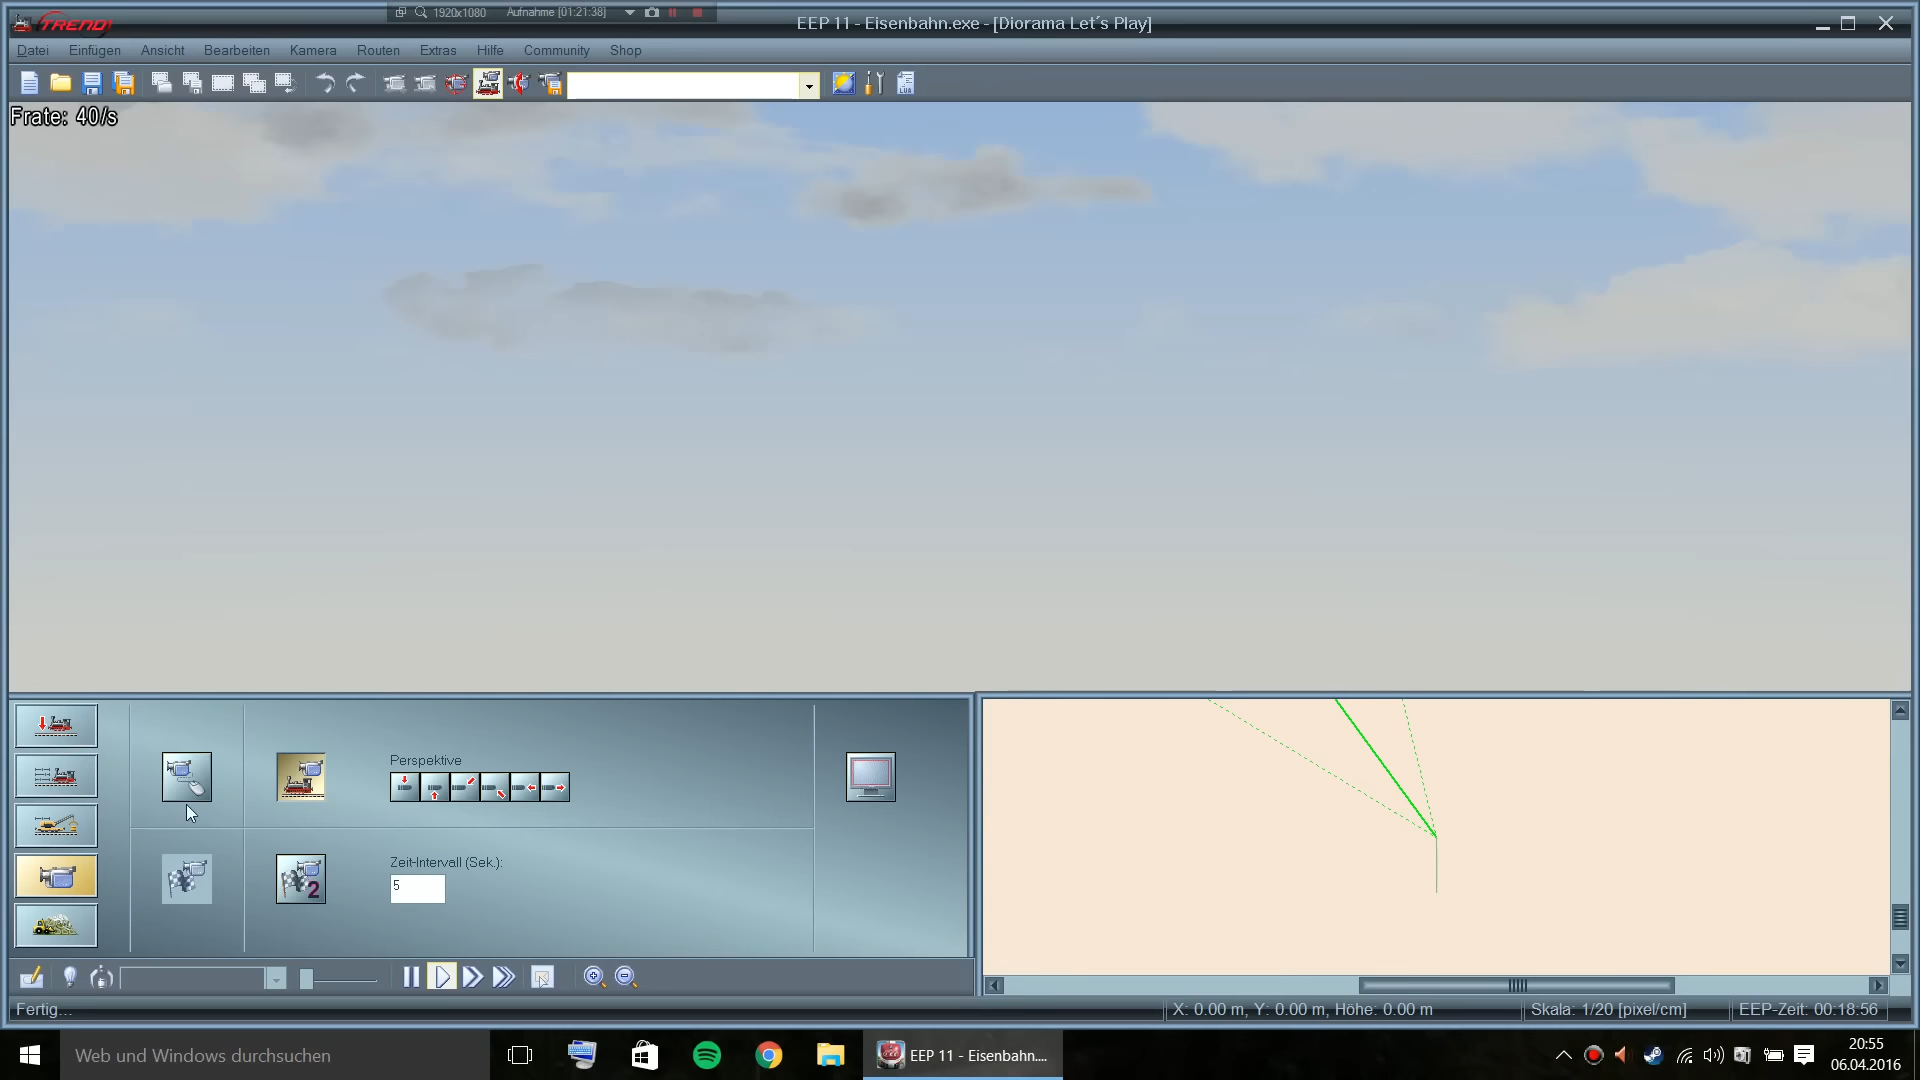 1920x1080
Aufnahme [01:21:38]
TREND
EEP 11 - Eisenbahn.exe - [Diorama Let´s Play]
Datei
Einfügen
Ansicht
Bearbeiten
Kamera
Routen
Extras
Hilfe
Community
Shop
LUA
Frate: 40/s
Perspektive
Zeit-Intervall (Sek.):
2
5
Fertig...
X: 0.00 m, Y: 0.00 m, Höhe: 0.00 m
Skala: 1/20 [pixel/cm]
EEP-Zeit: 00:18:56
Web und Windows durchsuchen
EEP 11 - Eisenbahn....
20:55
06.04.2016